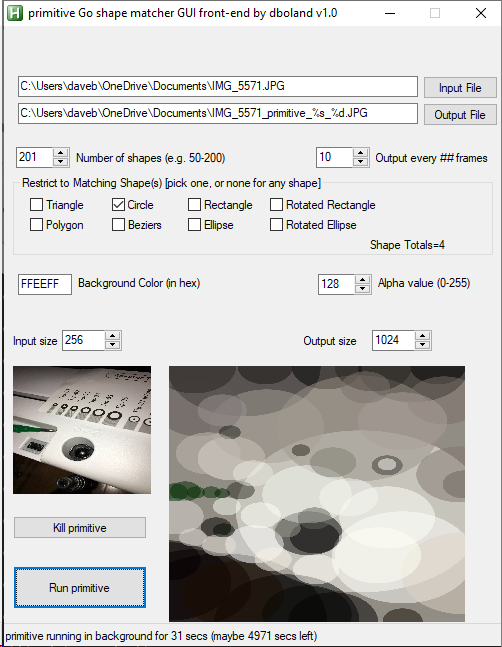 primitive Go shape matcher GUI front-end by dboland v1.0
C:\Users\daveb\OneDrive\Documents\IMG_5571.JPG Input File
C:\Users\daveb\OneDrive\Documents\IMG_5571_primitive_%s_%d.JPG Output File
201 Number of shapes (e.g. 50-200) 10 Output every ## frames
Restrict to Matching Shape(s) [pick one, or none for any shape]
Triangle Circle Rectangle Rotated Rectangle
Polygon Beziers Ellipse Rotated Ellipse
Shape Totals=4
FFEEFF Background Color (in hex) 128 Alpha value (0-255)
Input size 256 Output size 1024
Kill primitive
Run primitive
primitive running in background for 31 secs (maybe 4971 secs left)